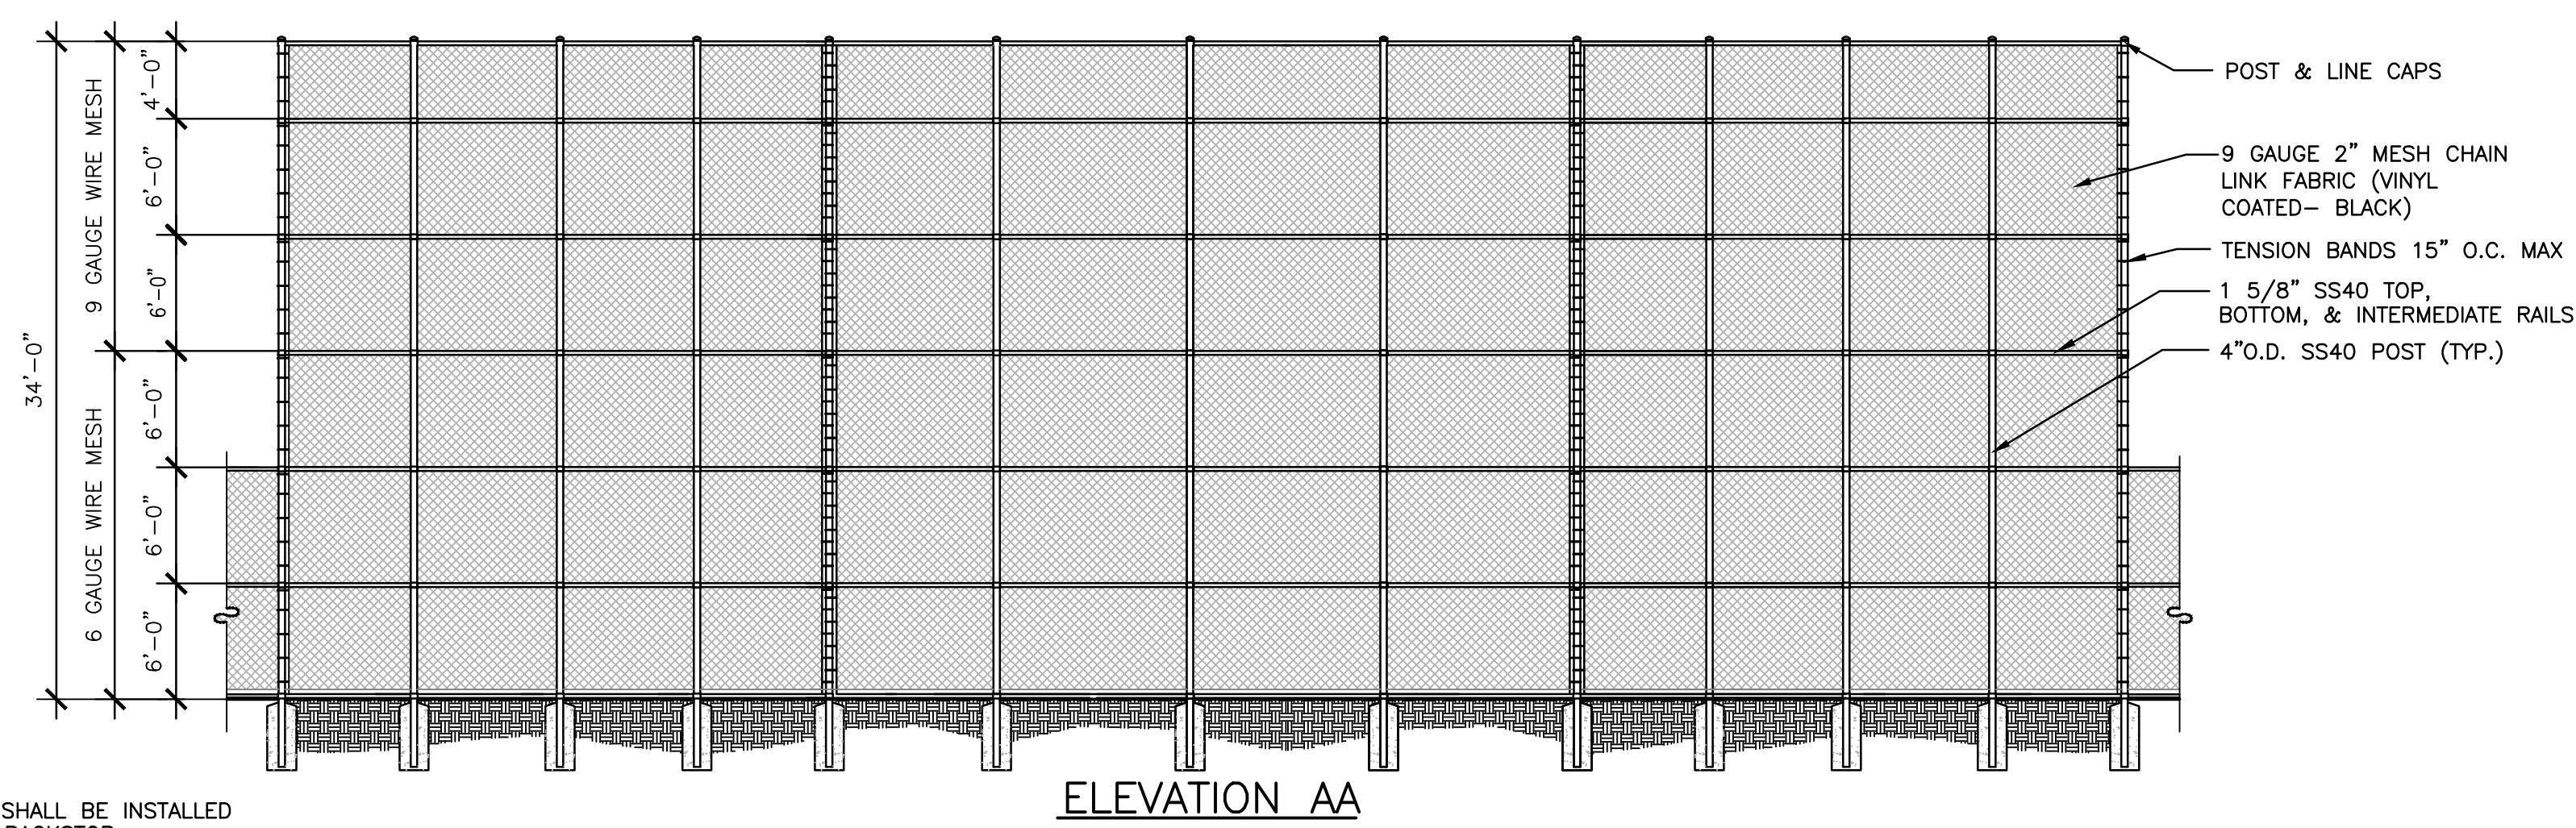 34'-0"
9 GAUGE WIRE MESH
6 GAUGE WIRE MESH
4'-0"
6'-0"
6'-0"
6'-0"
6'-0"
6'-0"
POST & LINE CAPS
9 GAUGE 2" MESH CHAIN
LINK FABRIC (VINYL
COATED- BLACK)
TENSION BANDS 15" O.C. MAX
1 5/8" SS40 TOP,
BOTTOM, & INTERMEDIATE RAILS
4"O.D. SS40 POST (TYP.)
ELEVATION AA
SHALL BE INSTALLED
BACKSTOP